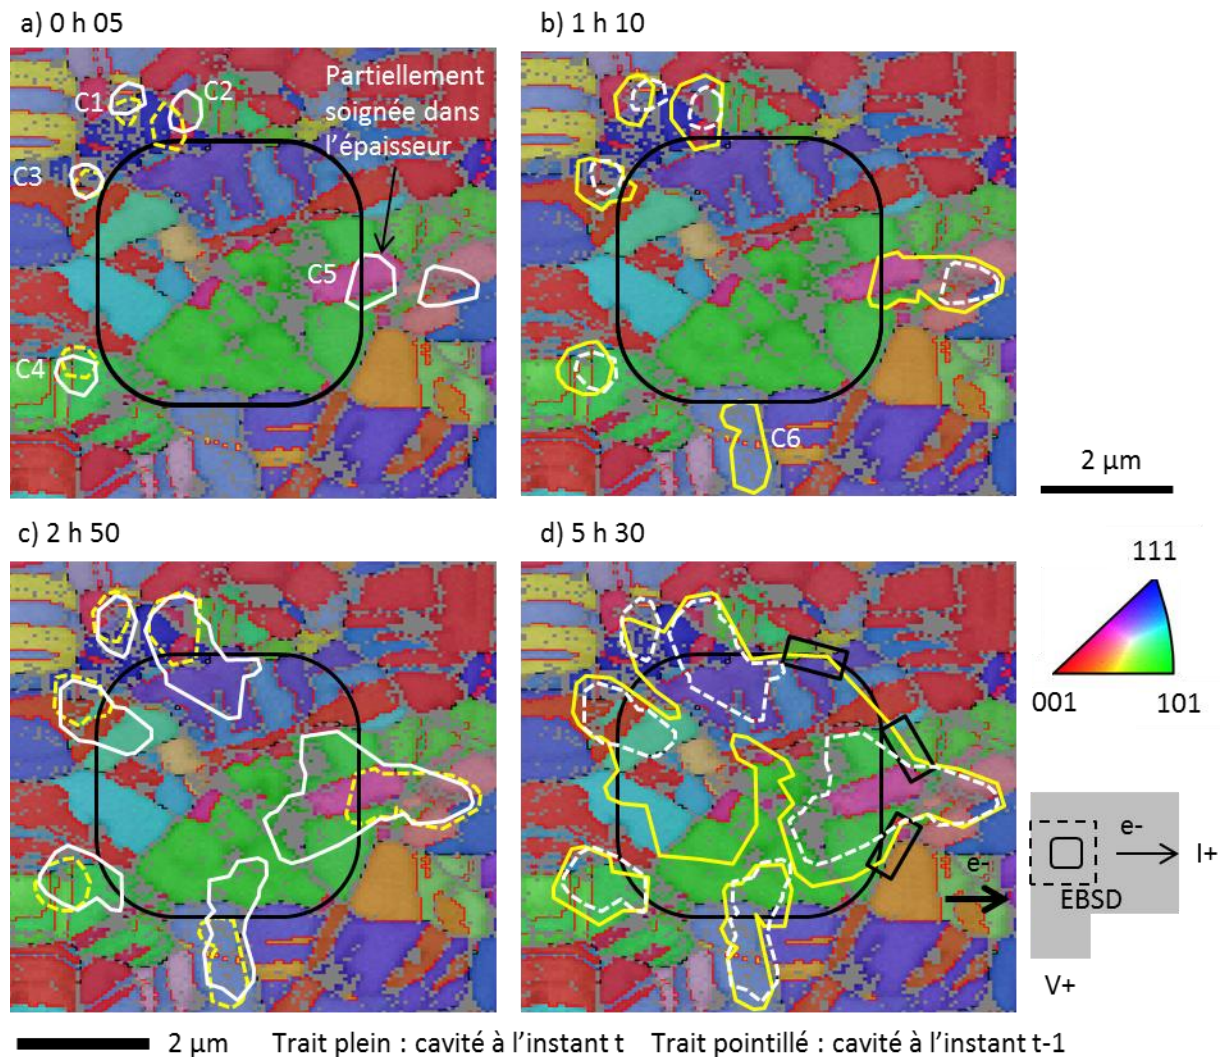 a) 0 h 05
b) 1 h 10
C1
C2
Partiellement
soignée dans
l'épaisseur
C3
C5
C4
C6
2 µm
c) 2 h 50
d) 5 h 30
111
001
101
e-
e-
I+
EBSD
V+
2 µm Trait plein : cavité à l'instant t Trait pointillé : cavité à l'instant t-1